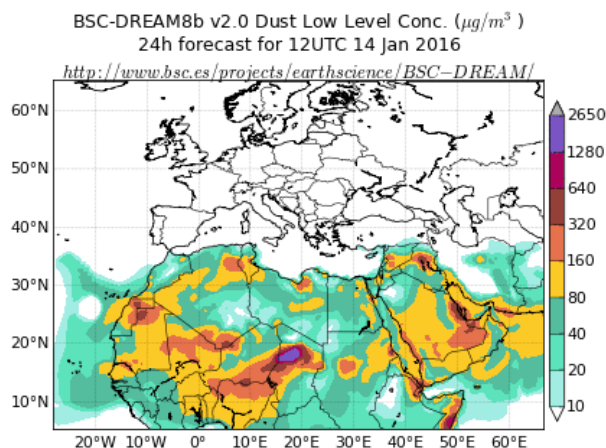 BSC-DREAM8b v2.0 Dust Low Level Conc. (μg/m³ )
24h forecast for 12UTC 14 Jan 2016
http://www.bsc.es/projects/earthscience/BSC−DREAM/
60°N
50°N
40°N
30°N
20°N
10°N
20°W 10°W 0° 10°E 20°E 30°E 40°E 50°E 60°E
2650
1280
640
320
160
80
40
20
10